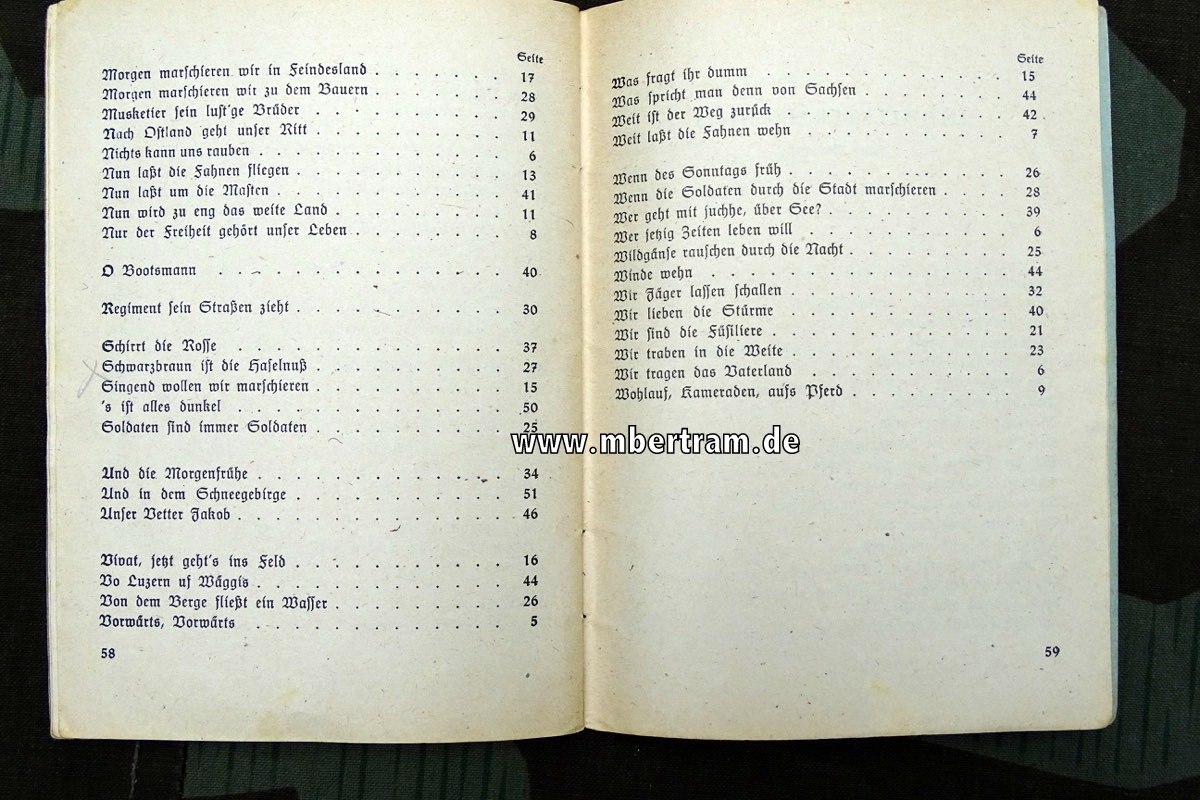 Seite
Morgen marschieren wir in Feindesland . . . . . . . 17
Morgen marschieren wir zu dem Bauern . . . . . . . 28
Musketier sein lust'ge Brüder . . . . . . . . . . 29
Nach Ostland geht unser Ritt . . . . . . . . . . 11
Nichts kann uns rauben . . . . . . . . . . . . . 6
Nun laßt die Fahnen fliegen . . . . . . . . . . . 13
Nun laßt um die Masten . . . . . . . . . . . . 41
Nun wird zu eng das weite Land . . . . . . . . . 11
Nur der Freiheit gehört unser Leben . . . . . . . . 8
O Bootsmann . . . . . . . . . . . . . . . 40
Regiment sein Straßen zieht . . . . . . . . . . . 30
Schirrt die Rosse . . . . . . . . . . . . . . 37
Schwarzbraun ist die Haselnuß . . . . . . . . . . 27
Singend wollen wir marschieren . . . . . . . . . . 15
's ist alles dunkel . . . . . . . . . . . . . . 50
Soldaten sind immer Soldaten . . . . . . . . . . 25
Und die Morgenfrühe . . . . . . . . . . . . . 34
Und in dem Schneegebirge . . . . . . . . . . . 51
Unser Vetter Jakob . . . . . . . . . . . . . . 46
Vivat, jetzt geht's ins Feld . . . . . . . . . . . 16
Vo Luzern uf Wäggis . . . . . . . . . . . . . 44
Von dem Berge fließt ein Wasser . . . . . . . . . 26
Vorwärts, Vorwärts . . . . . . . . . . . . . 5
58
Seite
Was fragt ihr dumm . . . . . . . . . . . . . 15
Was spricht man denn von Sachsen . . . . . . . . 44
Weit ist der Weg zurück . . . . . . . . . . . . 42
Weit laßt die Fahnen wehn . . . . . . . . . . . 7
Wenn des Sonntags früh . . . . . . . . . . . . 26
Wenn die Soldaten durch die Stadt marschieren . . . . 28
Wer geht mit juchhe, über See? . . . . . . . . . . 39
Wer jetzig Zeiten leben will . . . . . . . . . . . 6
Wildgänse rauschen durch die Nacht . . . . . . . . 25
Winde wehn . . . . . . . . . . . . . . . . 44
Wir Jäger lassen schallen . . . . . . . . . . . . 32
Wir lieben die Stürme . . . . . . . . . . . . . 40
Wir sind die Füsiliere . . . . . . . . . . . . . 21
Wir traben in die Weite . . . . . . . . . . . . 23
Wir tragen das Vaterland . . . . . . . . . . . 6
Wohlauf, Kameraden, aufs Pferd . . . . . . . . . 9
59
www.mbertram.de